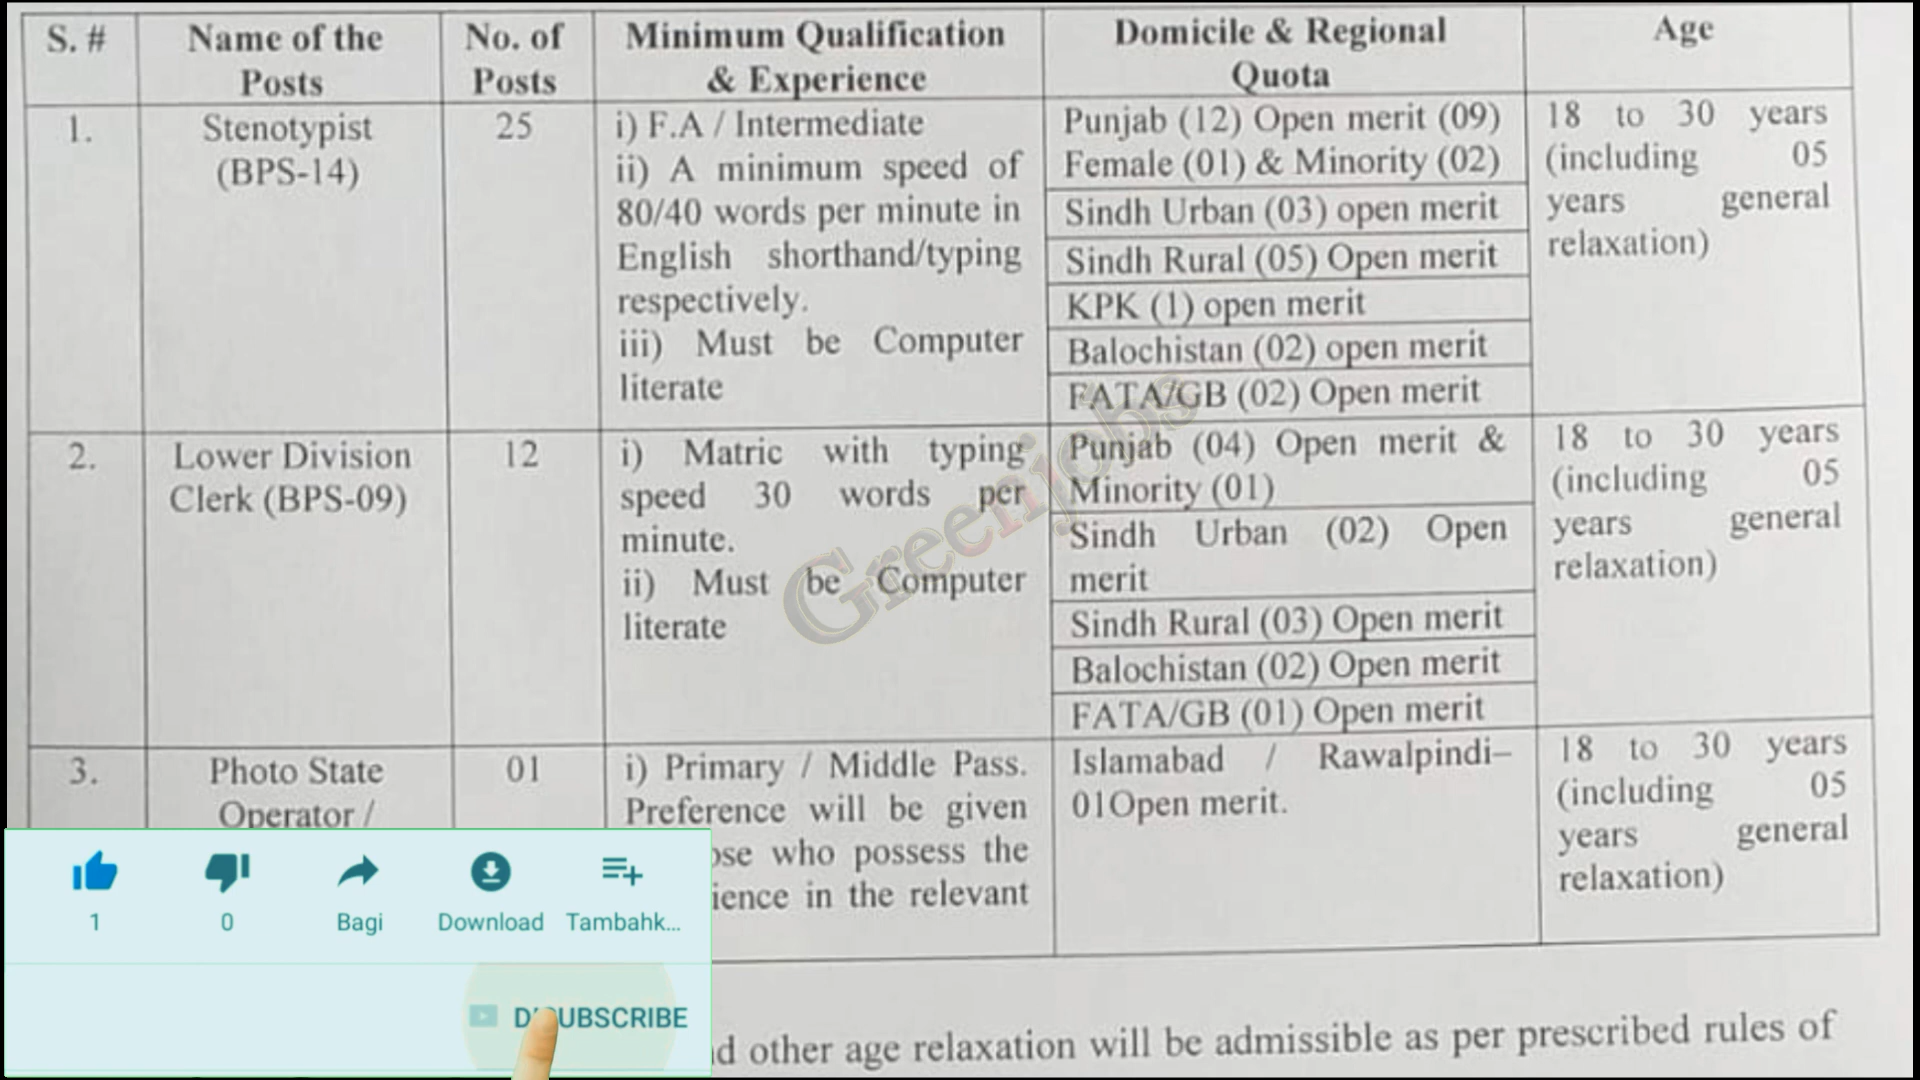 S. #
Name of the
Posts
No. of
Posts
Minimum Qualification
& Experience
Domicile & Regional
Quota
Age
1.
Stenotypist
(BPS-14)
25
i) F.A / Intermediate
ii) A minimum speed of
80/40 words per minute in
English shorthand/typing
respectively.
iii) Must be Computer
literate
Punjab (12) Open merit (09)
Female (01) & Minority (02)
Sindh Urban (03) open merit
Sindh Rural (05) Open merit
KPK (1) open merit
Balochistan (02) open merit
FATA/GB (02) Open merit
18 to 30 years
(including 05
years general
relaxation)
2.
Lower Division
Clerk (BPS-09)
12
i) Matric with typing
speed 30 words per
minute.
ii) Must be Computer
literate
Punjab (04) Open merit &
Minority (01)
Sindh Urban (02) Open
merit
Sindh Rural (03) Open merit
Balochistan (02) Open merit
FATA/GB (01) Open merit
18 to 30 years
(including 05
years general
relaxation)
3.
Photo State
Operator /
01
i) Primary / Middle Pass.
Preference will be given
who possess the
in the relevant
Islamabad / Rawalpindi–
01Open merit.
18 to 30 years
(including 05
years general
relaxation)
other age relaxation will be admissible as per prescribed rules of
Greenjobs
1
0
Bagi
Download
Tambahk...